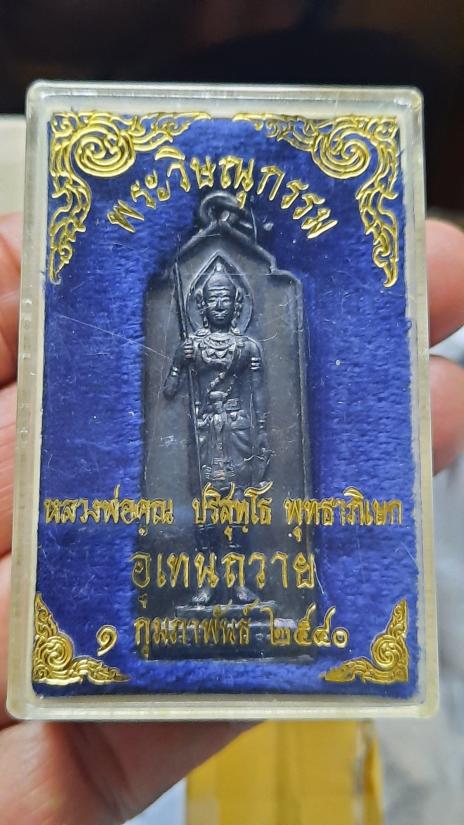 พระวิษณุกรรม
หลวงพ่อคูณ ปริสุทฺโธ พุทธาภิเษก
อุเทนถวาย
๑ กุมภาพันธ์ ๒๕๔๐